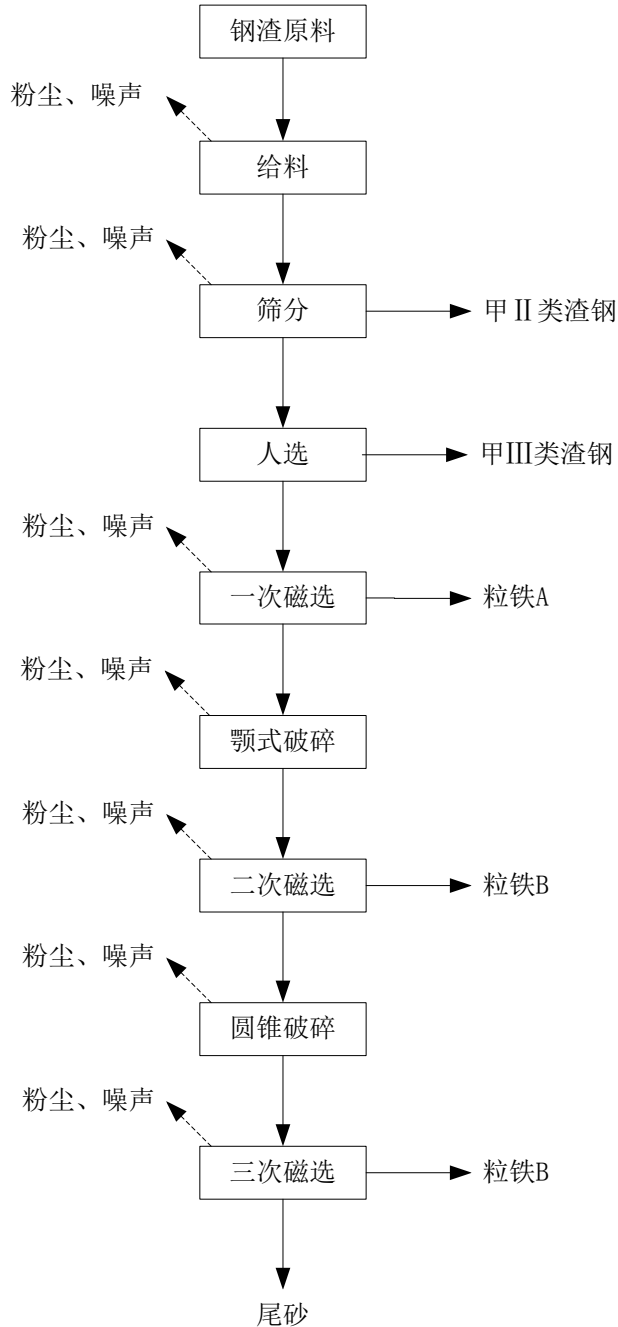 钢渣原料
粉尘、噪声
给料
粉尘、噪声
筛分
甲Ⅱ类渣钢
人选
甲Ⅲ类渣钢
粉尘、噪声
一次磁选
粒铁A
粉尘、噪声
颚式破碎
粉尘、噪声
二次磁选
粒铁B
粉尘、噪声
圆锥破碎
粉尘、噪声
三次磁选
粒铁B
尾砂